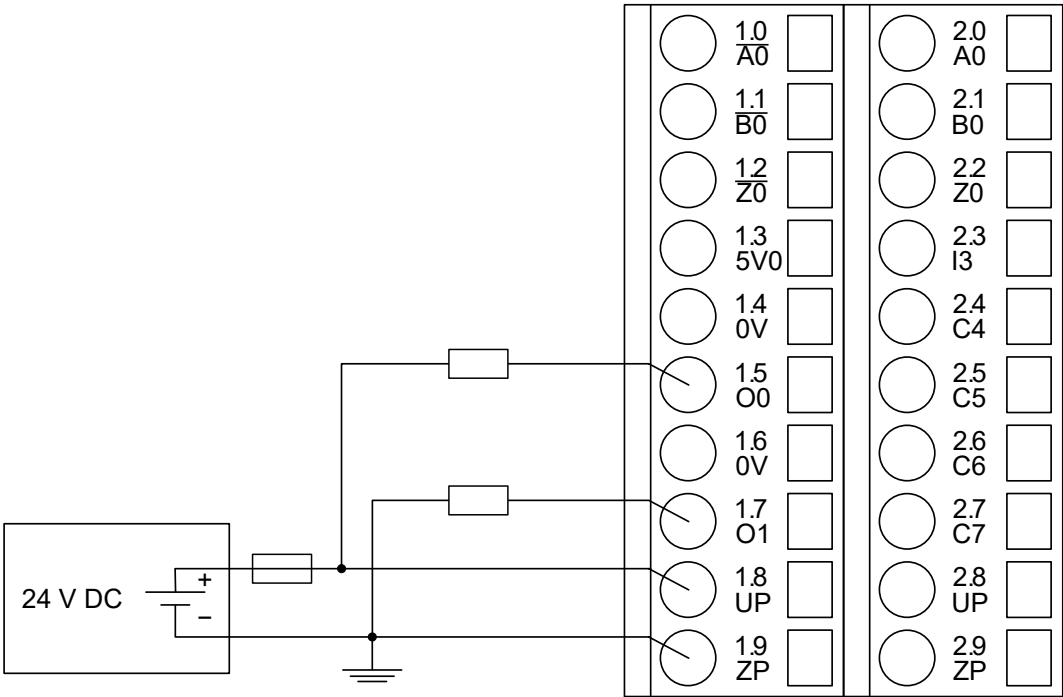 1.0
A̅0̅
2.0
A0
1.1
B̅0̅
2.1
B0
1.2
Z̅0̅
2.2
Z0
1.3
5V0
2.3
I3
1.4
0V
2.4
C4
1.5
O0
2.5
C5
1.6
0V
2.6
C6
1.7
O1
2.7
C7
24 V DC
+
−
1.8
UP
2.8
UP
1.9
ZP
2.9
ZP